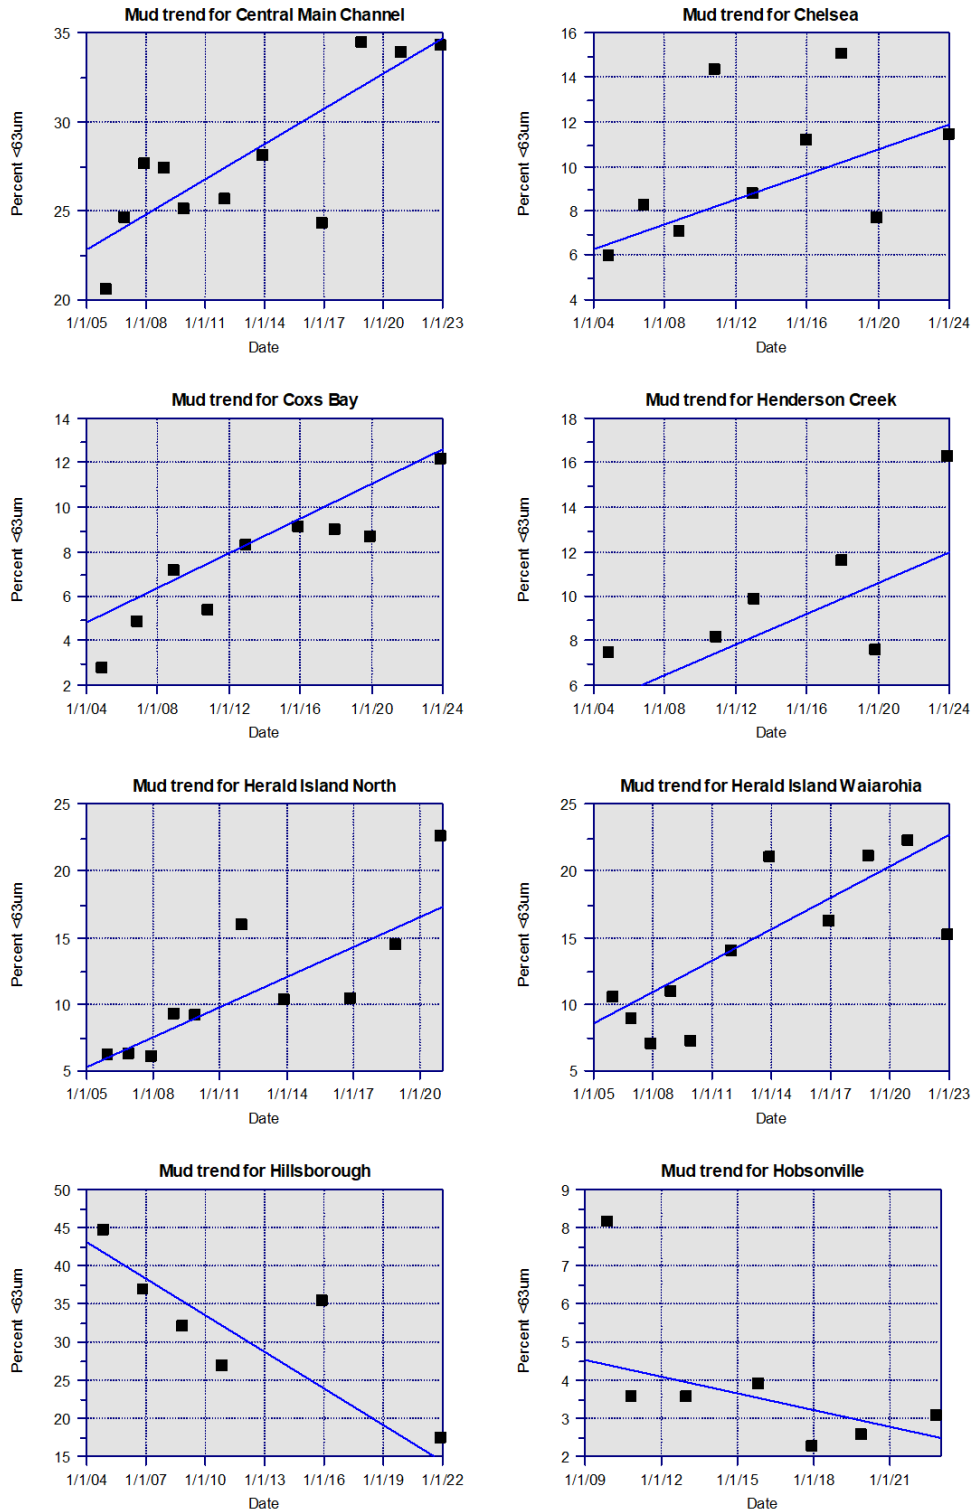 Mud trend for Central Main Channel
Percent <63um
35
30
25
20
1/1/05 1/1/08 1/1/11 1/1/14 1/1/17 1/1/20 1/1/23
Date
Mud trend for Chelsea
Percent <63um
16
14
12
10
8
6
4
1/1/04 1/1/08 1/1/12 1/1/16 1/1/20 1/1/24
Date
Mud trend for Coxs Bay
Percent <63um
14
12
10
8
6
4
2
1/1/04 1/1/08 1/1/12 1/1/16 1/1/20 1/1/24
Date
Mud trend for Henderson Creek
Percent <63um
18
16
14
12
10
8
6
1/1/04 1/1/08 1/1/12 1/1/16 1/1/20 1/1/24
Date
Mud trend for Herald Island North
Percent <63um
25
20
15
10
5
1/1/05 1/1/08 1/1/11 1/1/14 1/1/17 1/1/20
Date
Mud trend for Herald Island Waiarohia
Percent <63um
25
20
15
10
5
1/1/05 1/1/08 1/1/11 1/1/14 1/1/17 1/1/20 1/1/23
Date
Mud trend for Hillsborough
Percent <63um
50
45
40
35
30
25
20
15
1/1/04 1/1/07 1/1/10 1/1/13 1/1/16 1/1/19 1/1/22
Date
Mud trend for Hobsonville
Percent <63um
9
8
7
6
5
4
3
2
1/1/09 1/1/12 1/1/15 1/1/18 1/1/21
Date